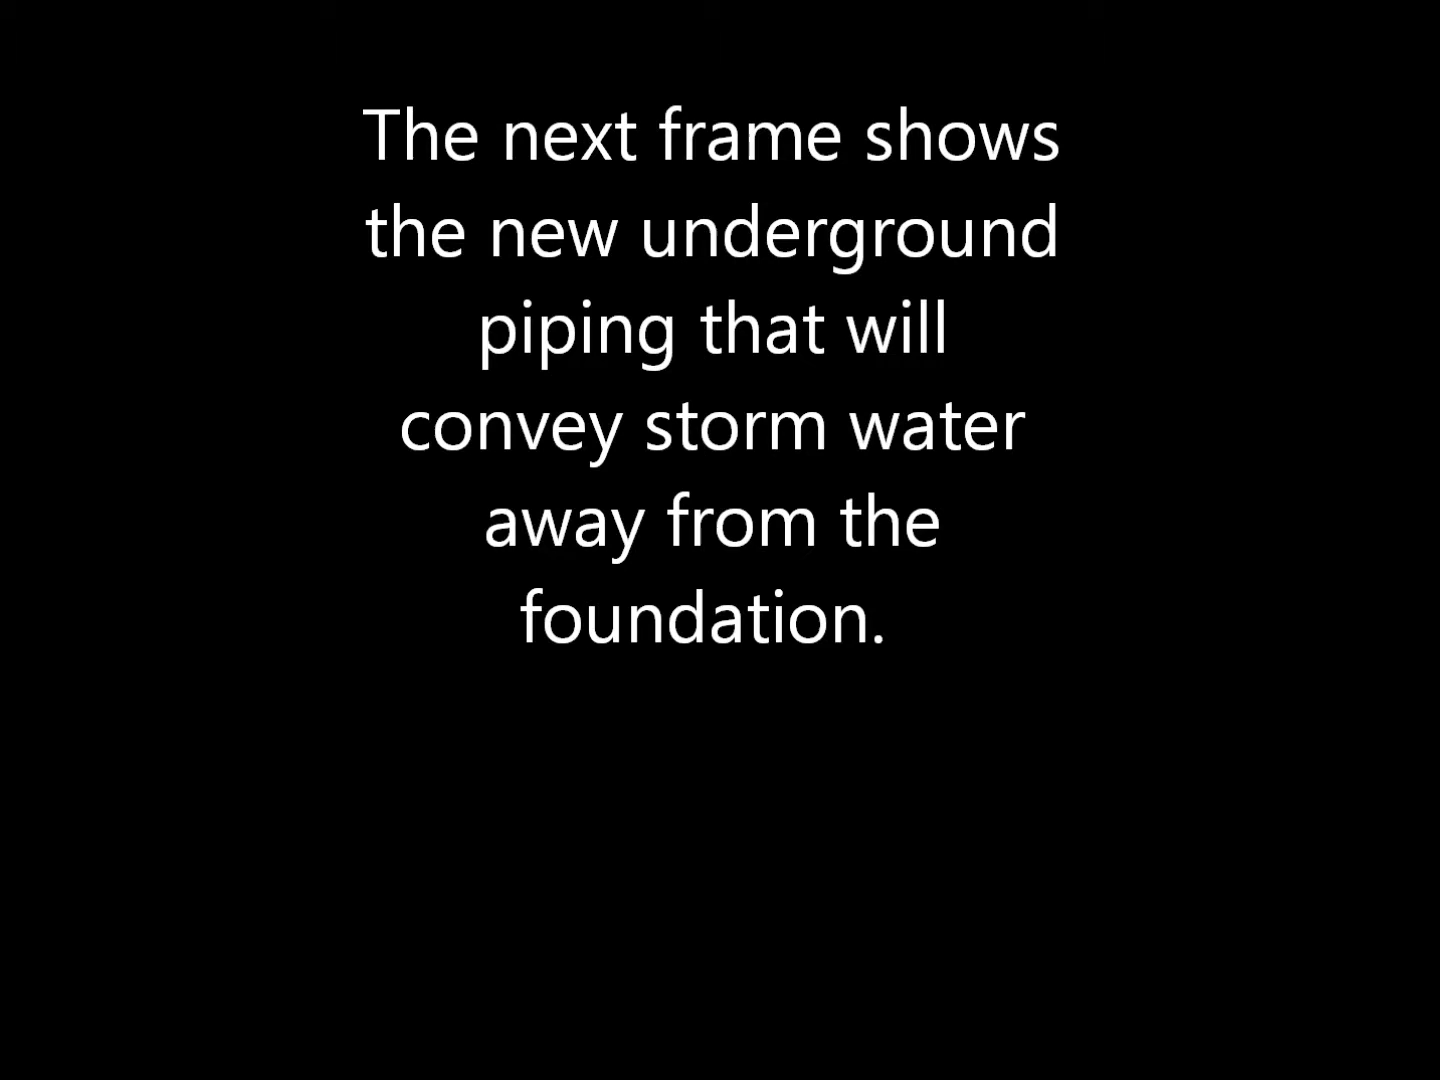 The next frame shows
the new underground
piping that will
convey storm water
away from the
foundation.